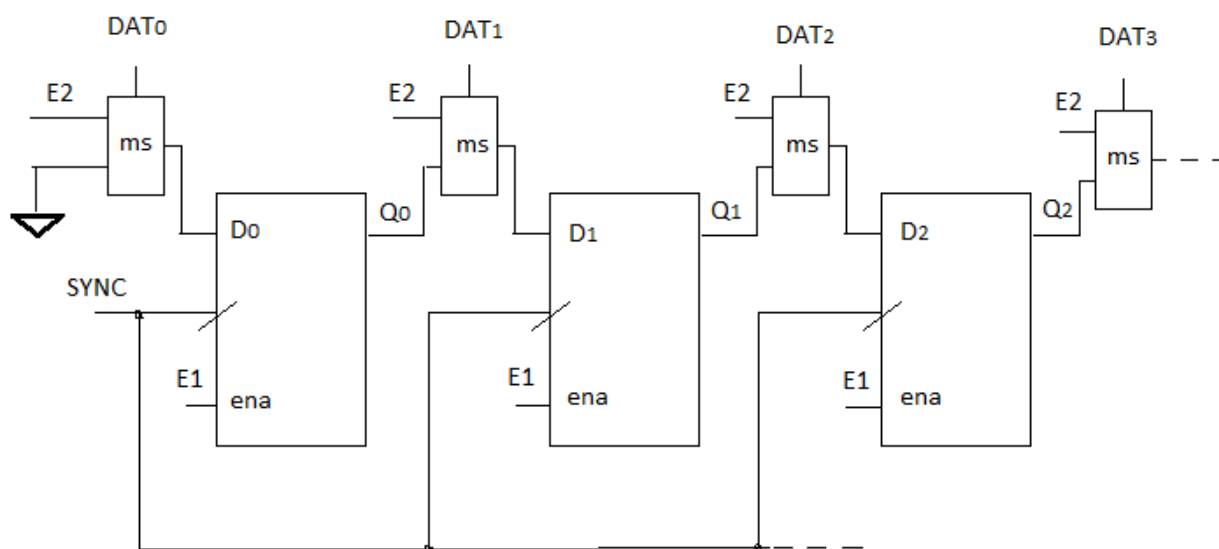 DAT0
DAT1
DAT2
DAT3
E2
E2
E2
E2
ms
ms
ms
ms
Q0
Q1
Q2
D0
D1
D2
SYNC
E1
E1
E1
ena
ena
ena